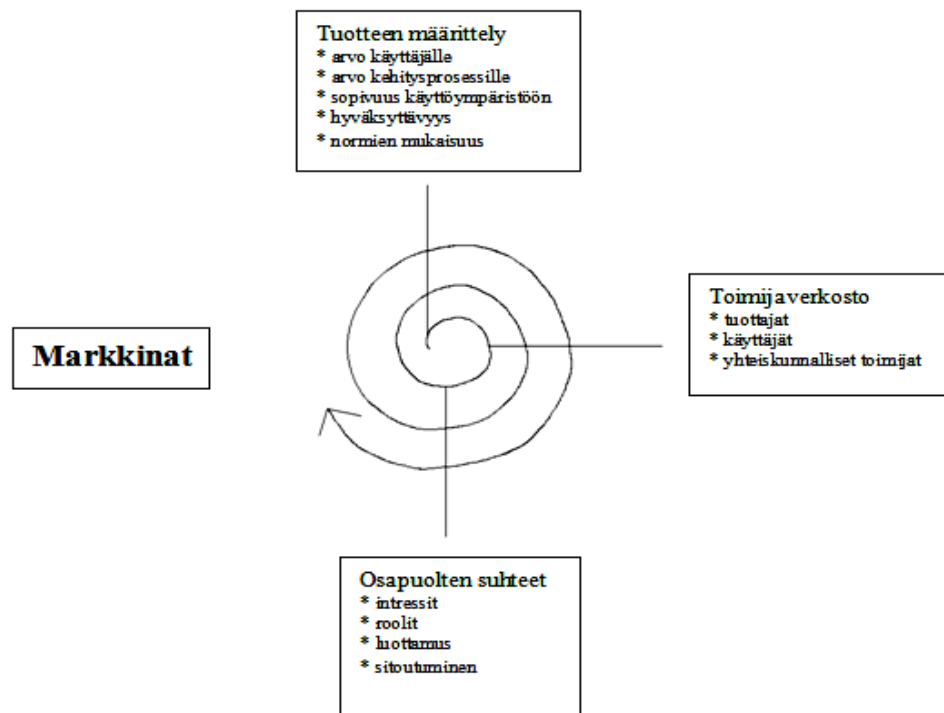 Tuotteen määrittely
* arvo käyttäjälle
* arvo kehitysprosessille
* sopivuus käyttöympäristöön
* hyväksyttävyys
* normien mukaisuus
Toimijaverkosto
* tuottajat
* käyttäjät
* yhteiskunnalliset toimijat
Markkinat
Osapuolten suhteet
* intressit
* roolit
* luottamus
* sitoutuminen